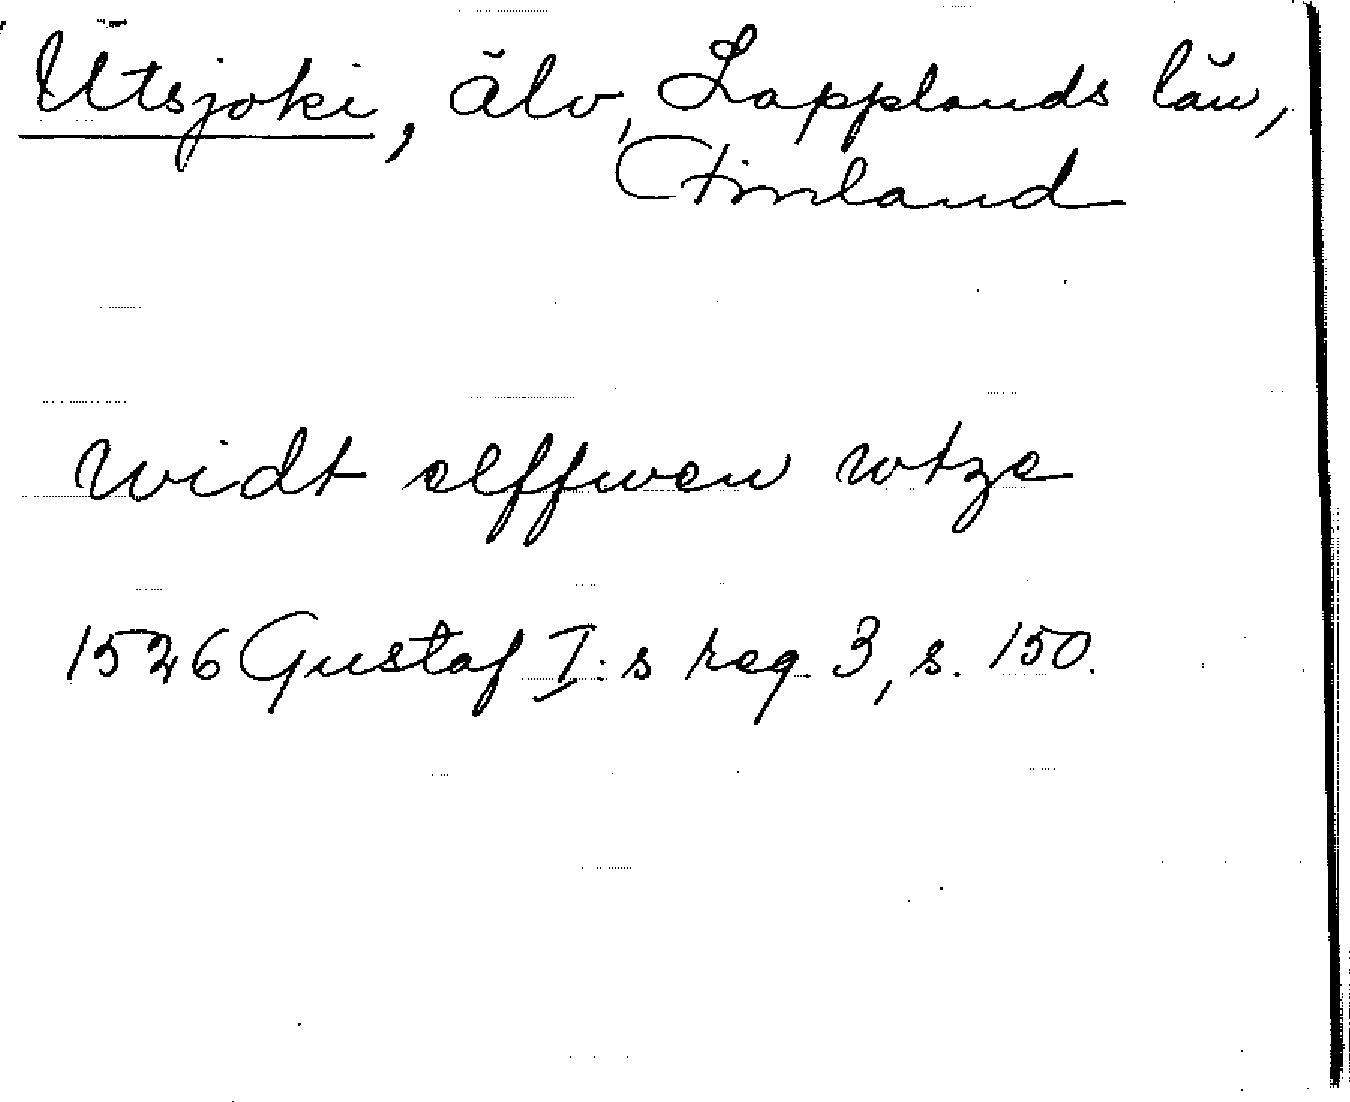 Utsjoki, älv, Lapplands län,
Finland
widt elffwen wtze
1526 Gustaf I:s reg 3, s. 150.